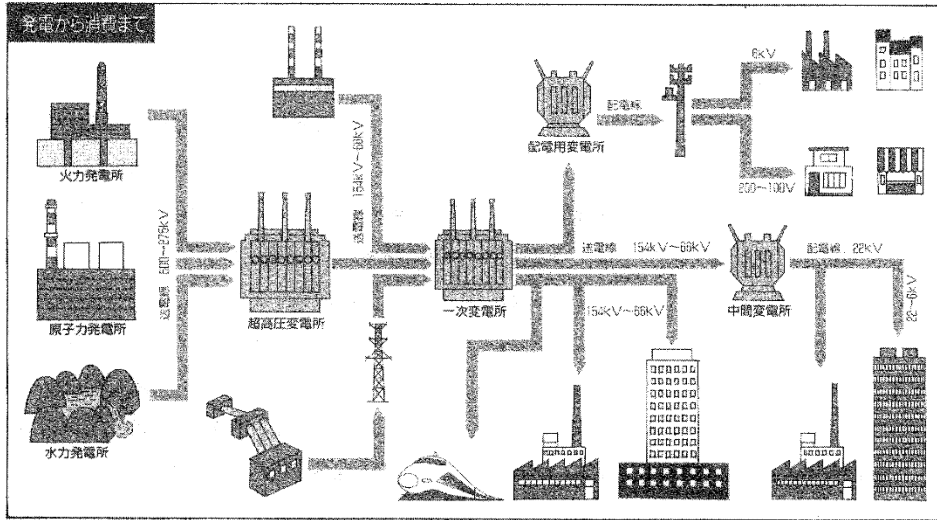 発電から消費まで
火力発電所
原子力発電所
水力発電所
送電線 500〜275kV
超高圧変電所
送電線 154kV〜66kV
一次変電所
配電用変電所
配電線
6kV
200〜100V
送電線 154kV〜66kV
154kV〜66kV
中間変電所
配電線 22kV
22〜6kV